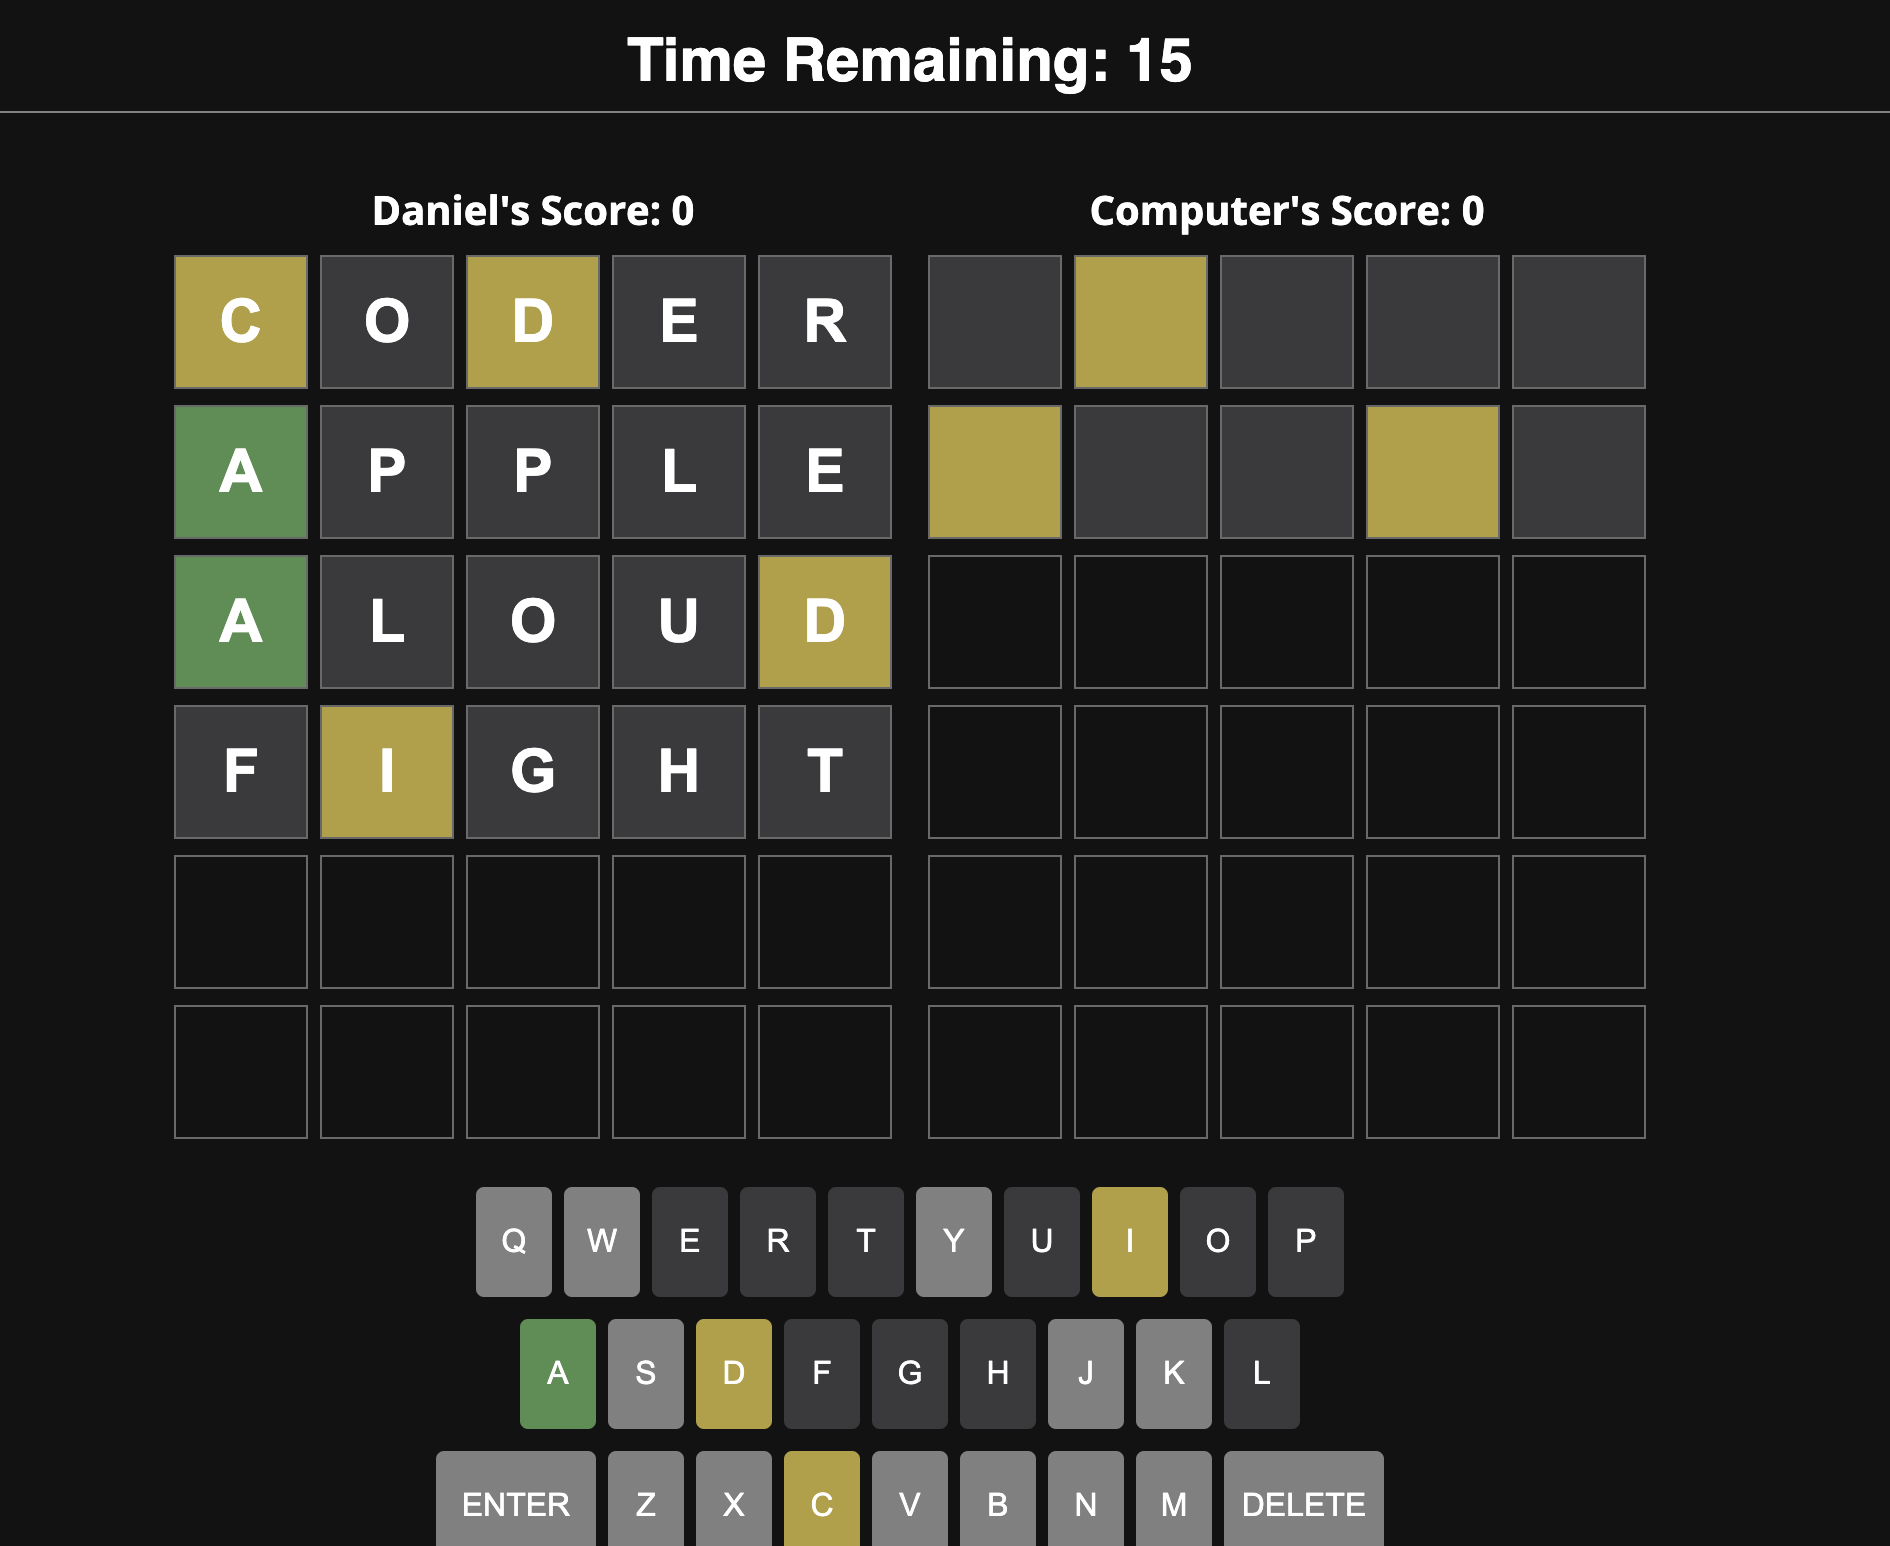 Time Remaining: 15
Daniel's Score: 0
Computer's Score: 0
C O D E R
A P P L E
A L O U D
F I G H T
Q W E R T Y U I O P
A S D F G H J K L
ENTER Z X C V B N M DELETE